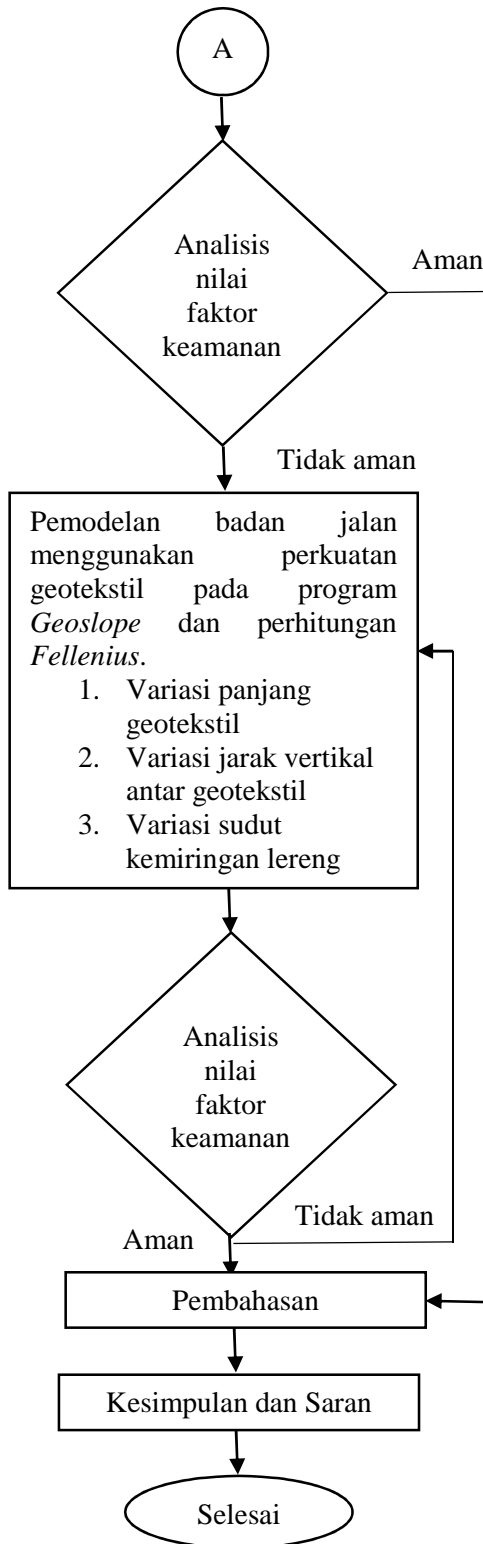 A
Analisis
nilai
faktor
keamanan
Aman
Tidak aman
Pemodelan badan jalan
menggunakan perkuatan
geotekstil pada program
Geoslope dan perhitungan
Fellenius.
1. Variasi panjang
geotekstil
2. Variasi jarak vertikal
antar geotekstil
3. Variasi sudut
kemiringan lereng
Analisis
nilai
faktor
keamanan
Tidak aman
Aman
Pembahasan
Kesimpulan dan Saran
Selesai